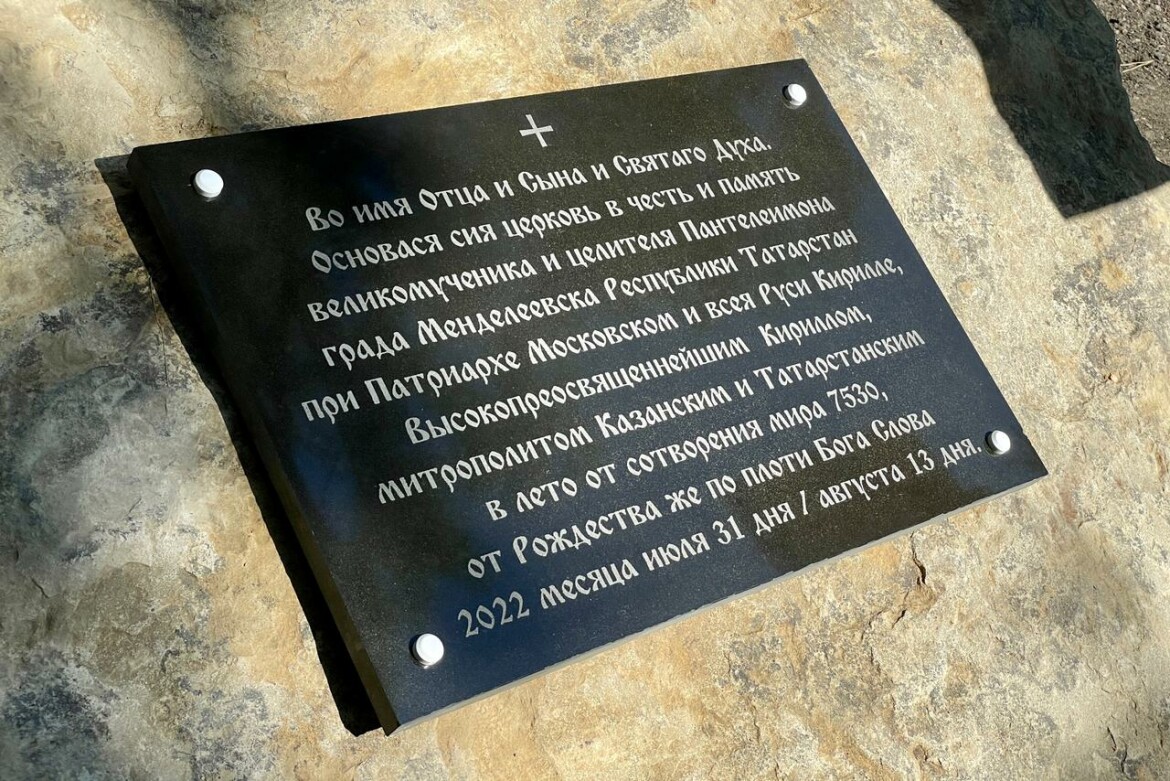 Во имя Отца и Сына и Святаго Духа.
Основася сия церковь в честь и память
великомученика и целителя Пантелеимона
града Менделеевска Республики Татарстан
при Патриархе Московском и всея Руси Кирилле,
Высокопреосвященнейшим Кириллом,
митрополитом Казанским и Татарстанским
в лето от сотворения мира 7530,
от Рождества же по плоти Бога Слова
2022 месяца июля 31 дня / августа 13 дня.